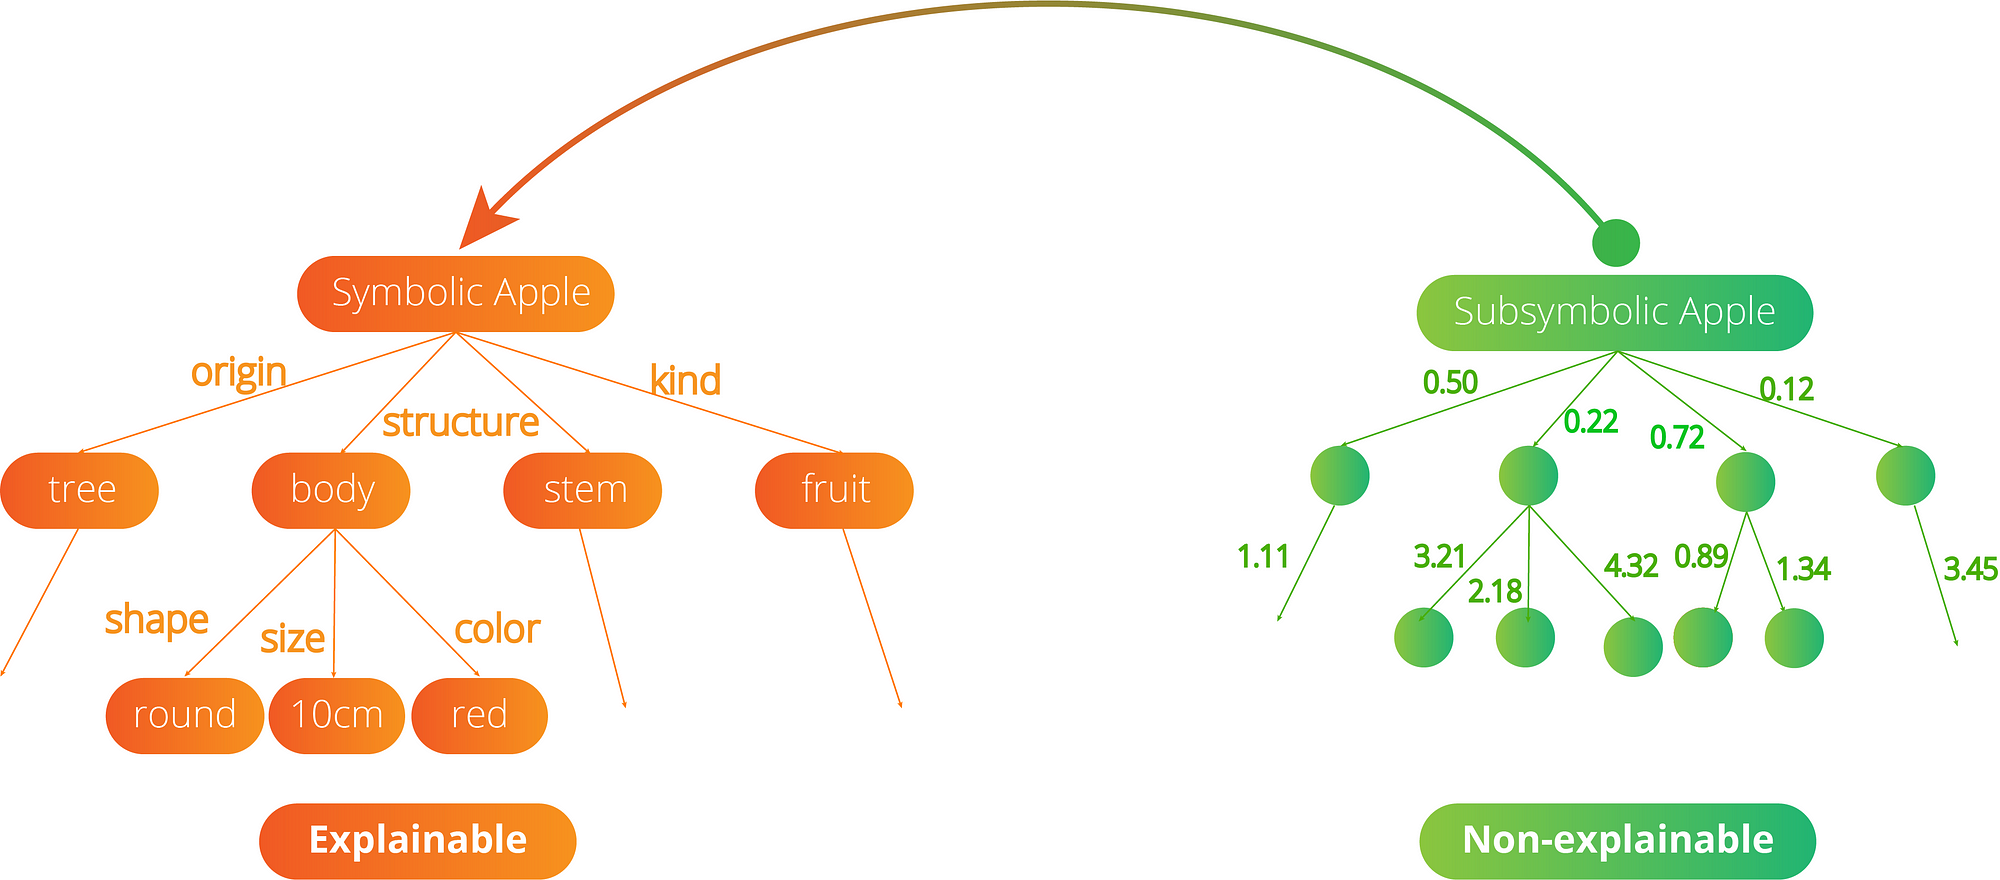 Symbolic Apple
origin
kind
structure
tree
body
stem
fruit
shape
size
color
round
10cm
red
Explainable
Subsymbolic Apple
0.50
0.12
0.22
0.72
1.11
3.21
2.18
4.32
0.89
1.34
3.45
Non-explainable